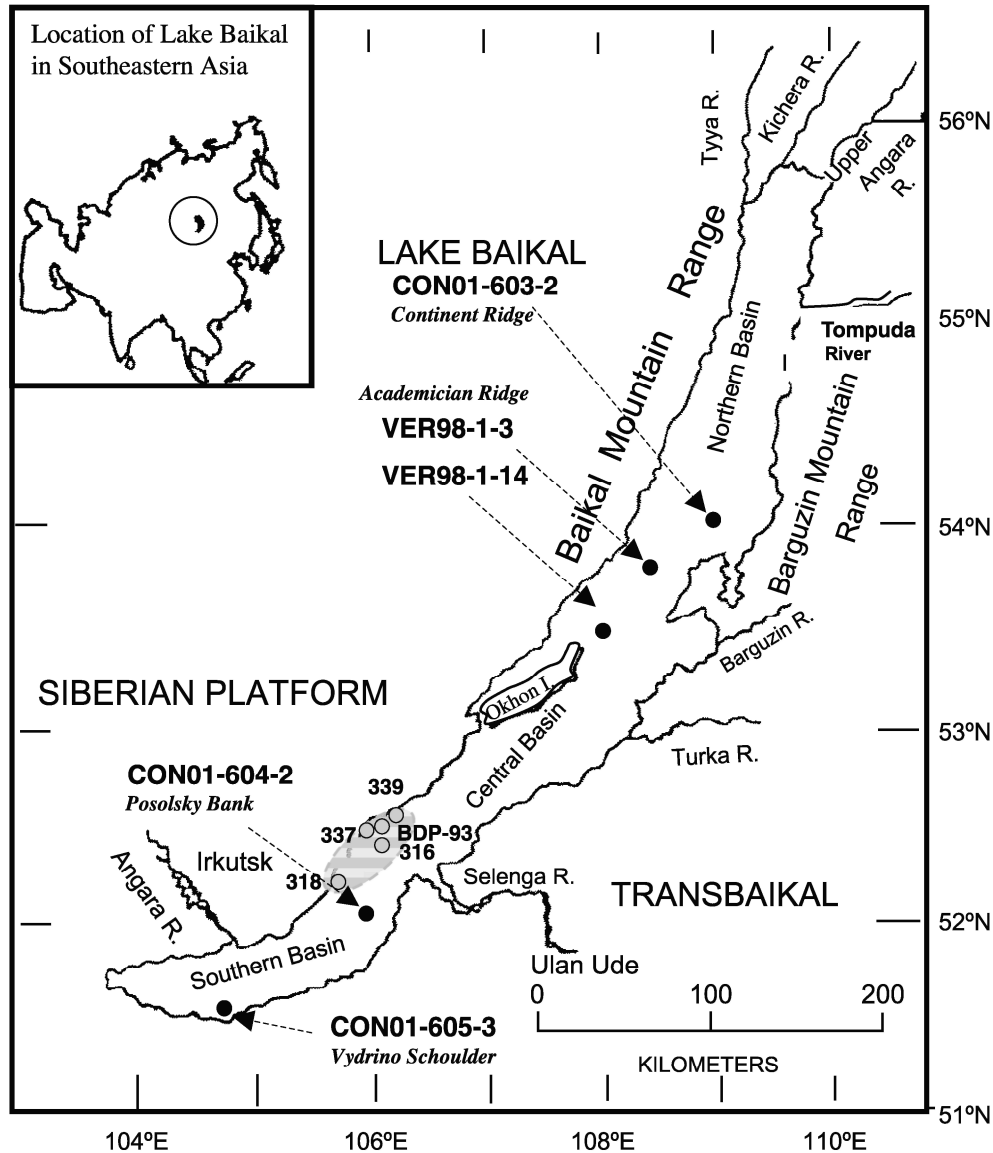 Location of Lake Baikal
in Southeastern Asia
Tyya R.
Kichera R.
Upper
Angara
R.
56ºN
LAKE BAIKAL
CON01-603-2
Continent Ridge
Baikal Mountain Range
Northern Basin
55ºN
Tompuda
River
Academician Ridge
VER98-1-3
VER98-1-14
Barguzin Mountain
Range
54ºN
Barguzin R.
SIBERIAN PLATFORM
Okhon I.
Central Basin
53ºN
Turka R.
CON01-604-2
Posolsky Bank
339
337
BDP-93
316
318
Irkutsk
Angara R.
Selenga R.
TRANSBAIKAL
52ºN
Southern Basin
Ulan Ude
0 100 200
KILOMETERS
CON01-605-3
Vydrino Schoulder
51ºN
104ºE 106ºE 108ºE 110ºE